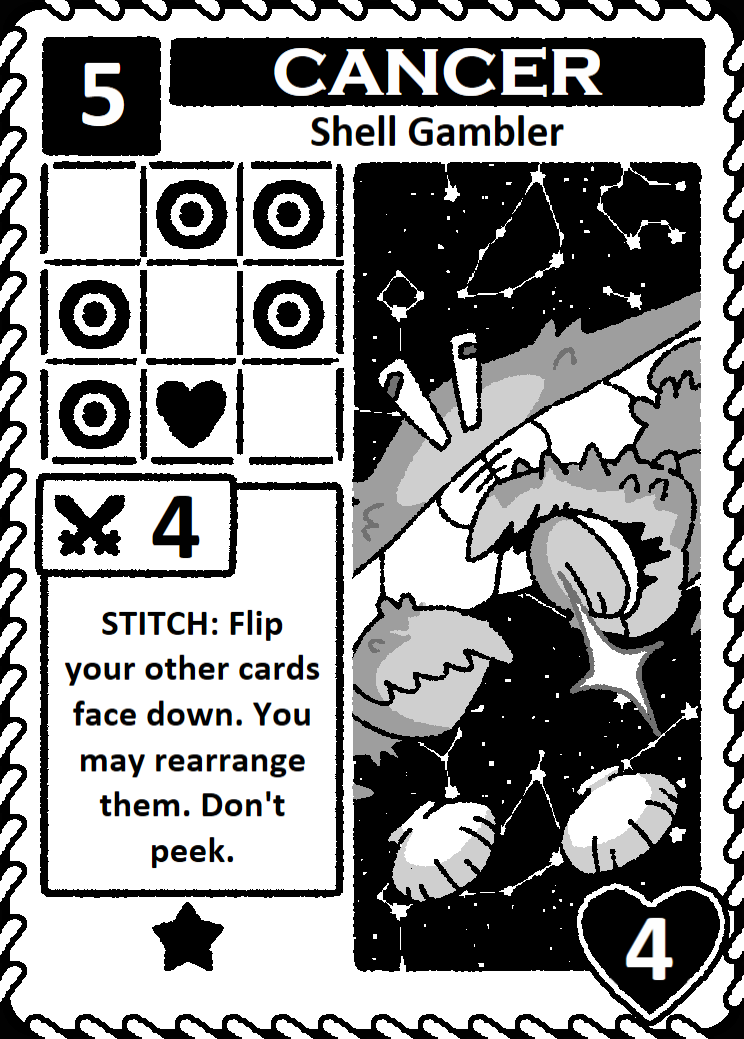 5
CANCER
Shell Gambler
4
STITCH: Flip
your other cards
face down. You
may rearrange
them. Don't
peek.
4